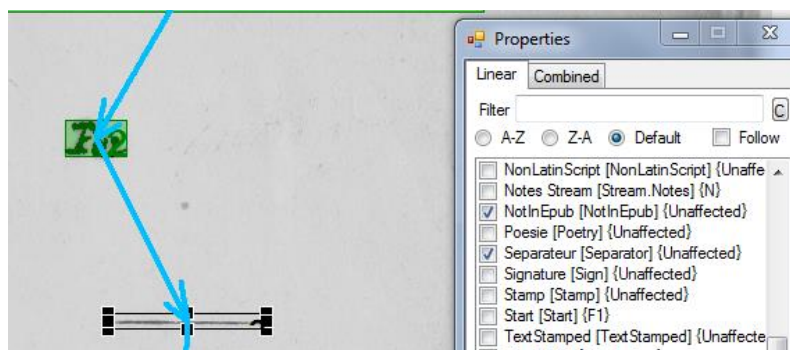 Properties
Linear Combined
Filter C
A-Z Z-A Default Follow
NonLatinScript [NonLatinScript] {Unaffe
Notes Stream [Stream.Notes] {N}
NotInEpub [NotInEpub] {Unaffected}
Poesie [Poetry] {Unaffected}
Separateur [Separator] {Unaffected}
Signature [Sign] {Unaffected}
Stamp [Stamp] {Unaffected}
Start [Start] {F1}
TextStamped [TextStamped] {Unaffecte